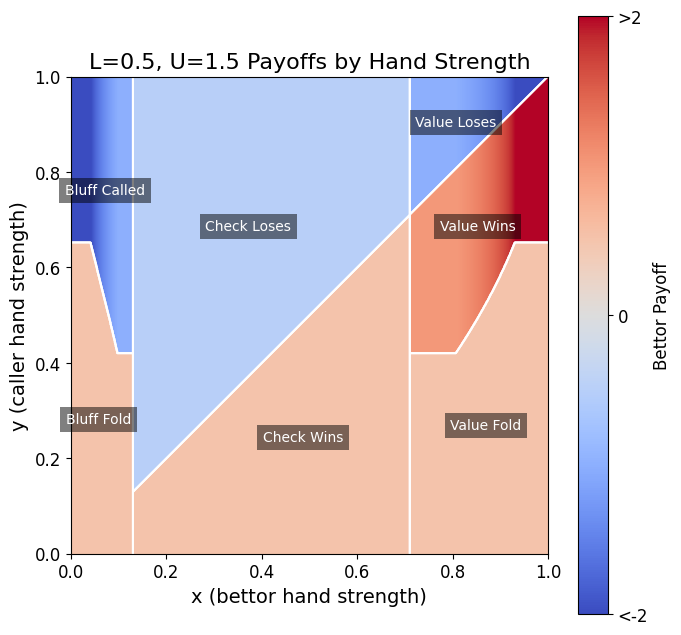 L=0.5, U=1.5 Payoffs by Hand Strength
>2
1.0
Value Loses
0.8
Bluff Called
Check Loses
Value Wins
0.6
y (caller hand strength)
0
Bettor Payoff
0.4
Bluff Fold
Value Fold
Check Wins
0.2
0.0
0.0 0.2 0.4 0.6 0.8 1.0
x (bettor hand strength)
<-2